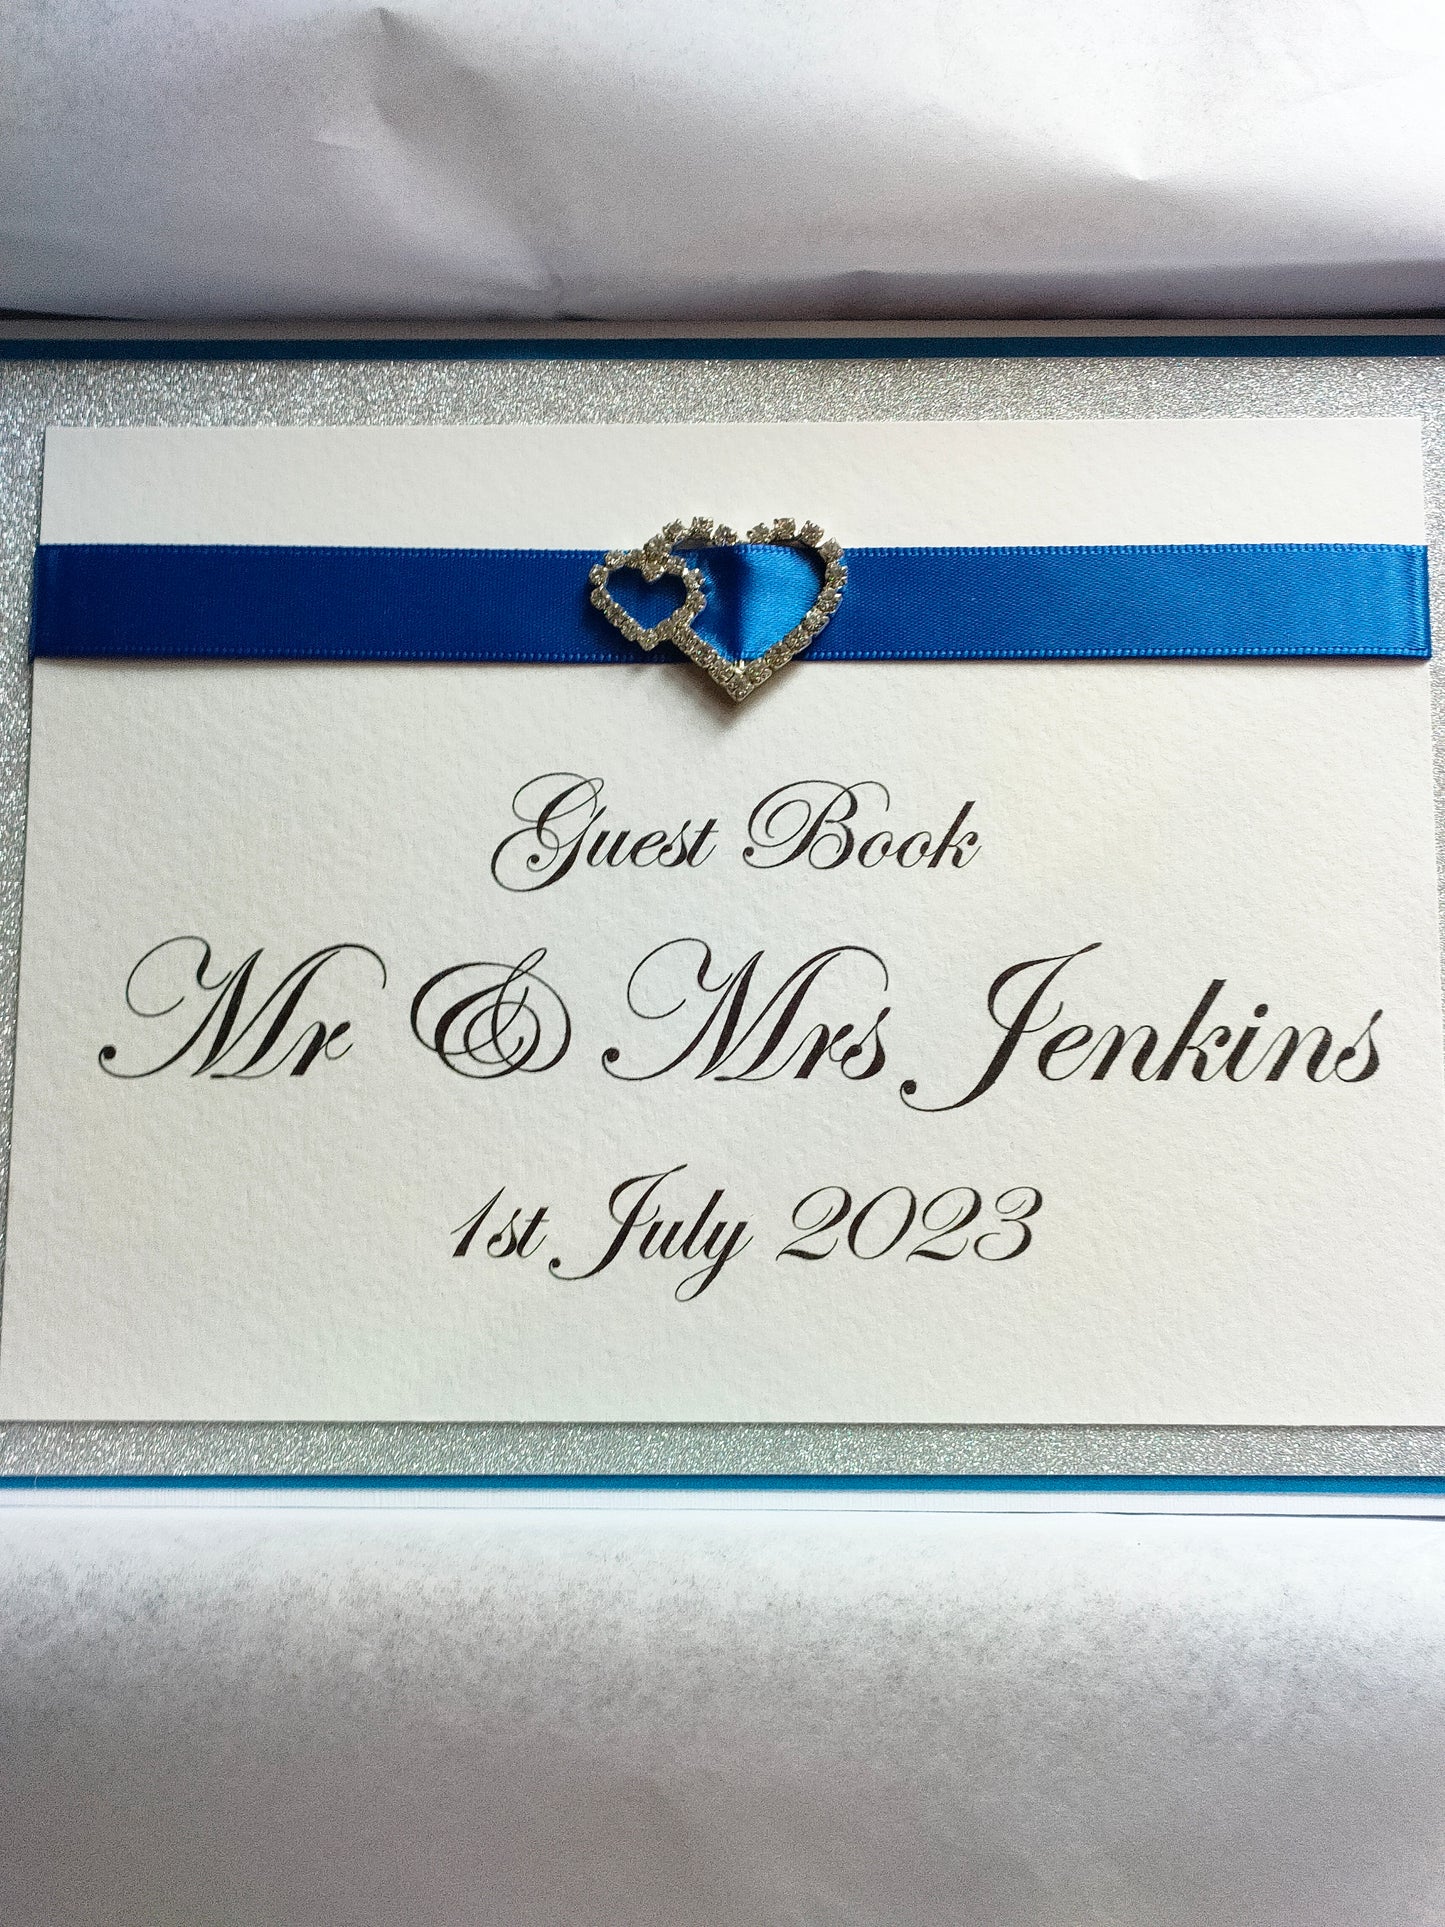 Guest Book
Mr & Mrs Jenkins
1st July 2023